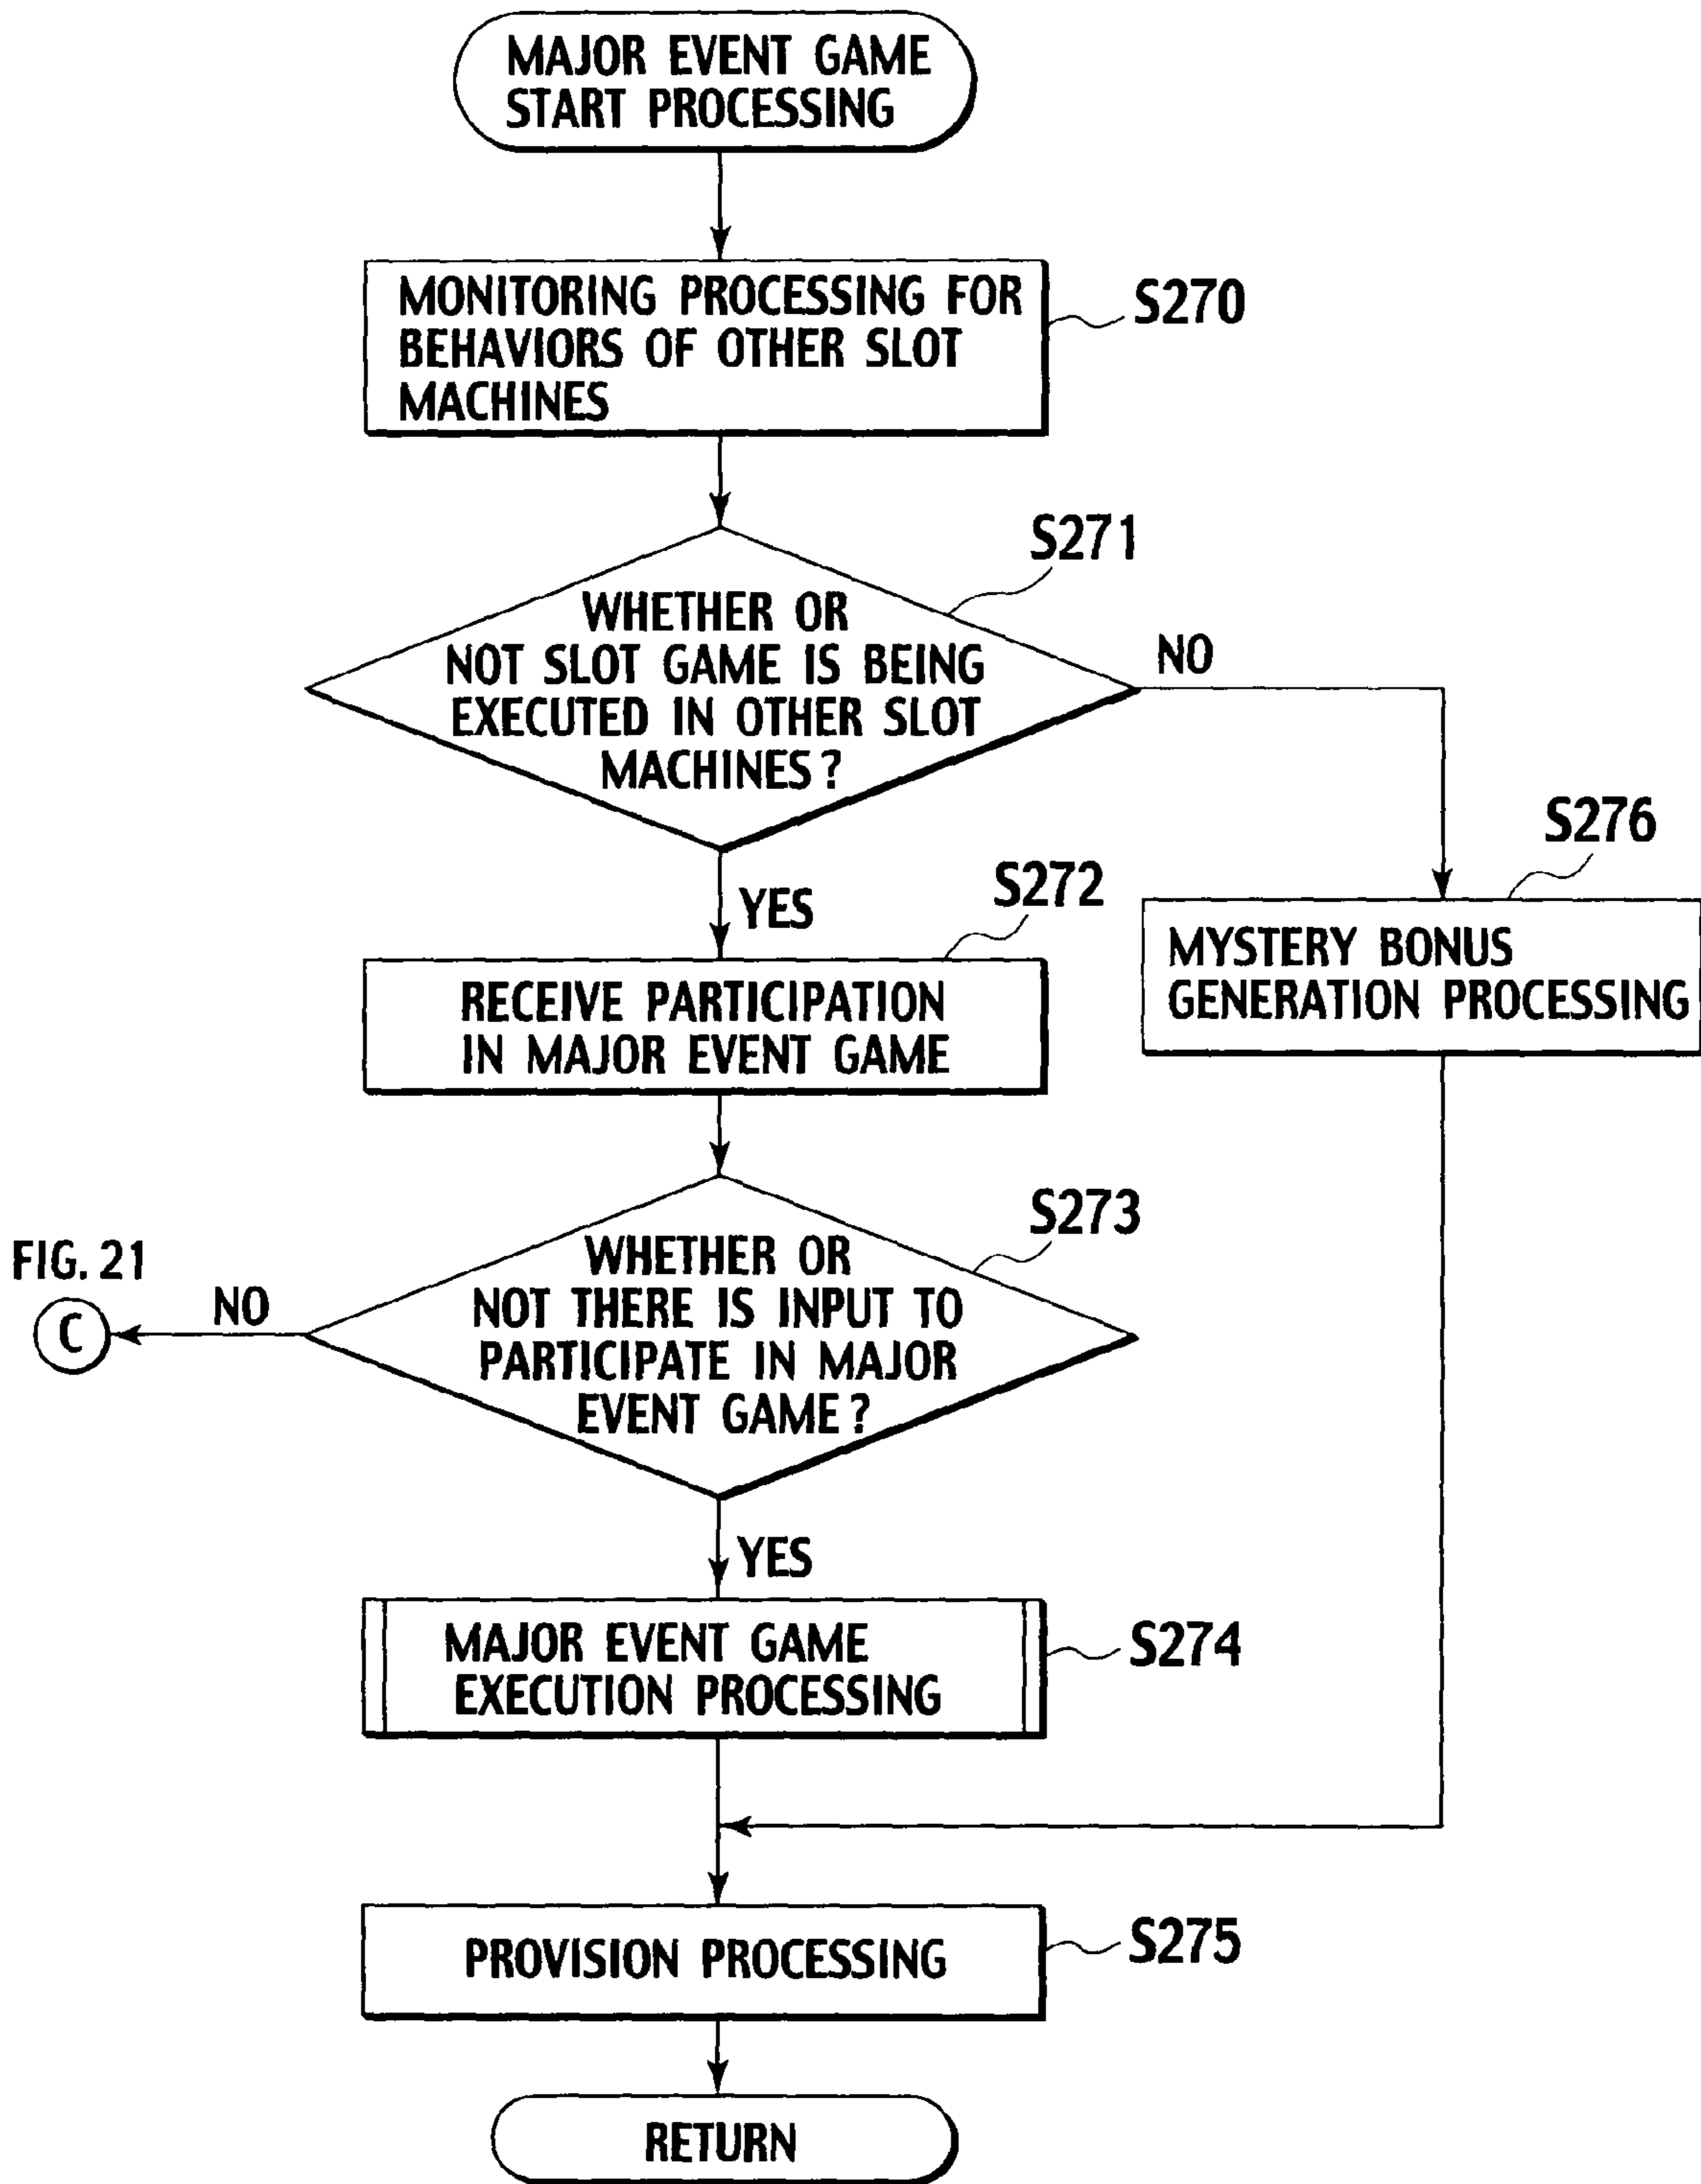 MAJOR EVENT GAME
START PROCESSING
MONITORING PROCESSING FOR
BEHAVIORS OF OTHER SLOT
MACHINES
S270
S271
WHETHER OR
NOT SLOT GAME IS BEING
EXECUTED IN OTHER SLOT
MACHINES?
NO
YES
S276
MYSTERY BONUS
GENERATION PROCESSING
S272
RECEIVE PARTICIPATION
IN MAJOR EVENT GAME
S273
WHETHER OR
NOT THERE IS INPUT TO
PARTICIPATE IN MAJOR
EVENT GAME?
FIG. 21
C
NO
YES
MAJOR EVENT GAME
EXECUTION PROCESSING
S274
PROVISION PROCESSING
S275
RETURN